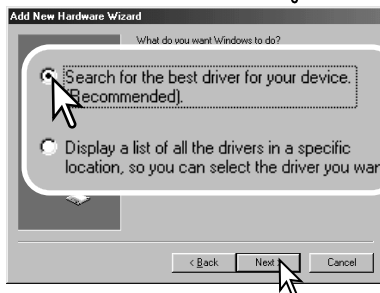 Add New Hardware Wizard
What do you want Windows to do?
Search for the best driver for your device.
(Recommended).
Display a list of all the drivers in a specific
location, so you can select the driver you wan
< Back
Next >
Cancel